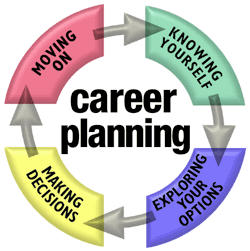 career
planning
KNOWING
YOURSELF
EXPLORING
YOUR
OPTIONS
MAKING
DECISIONS
MOVING
ON